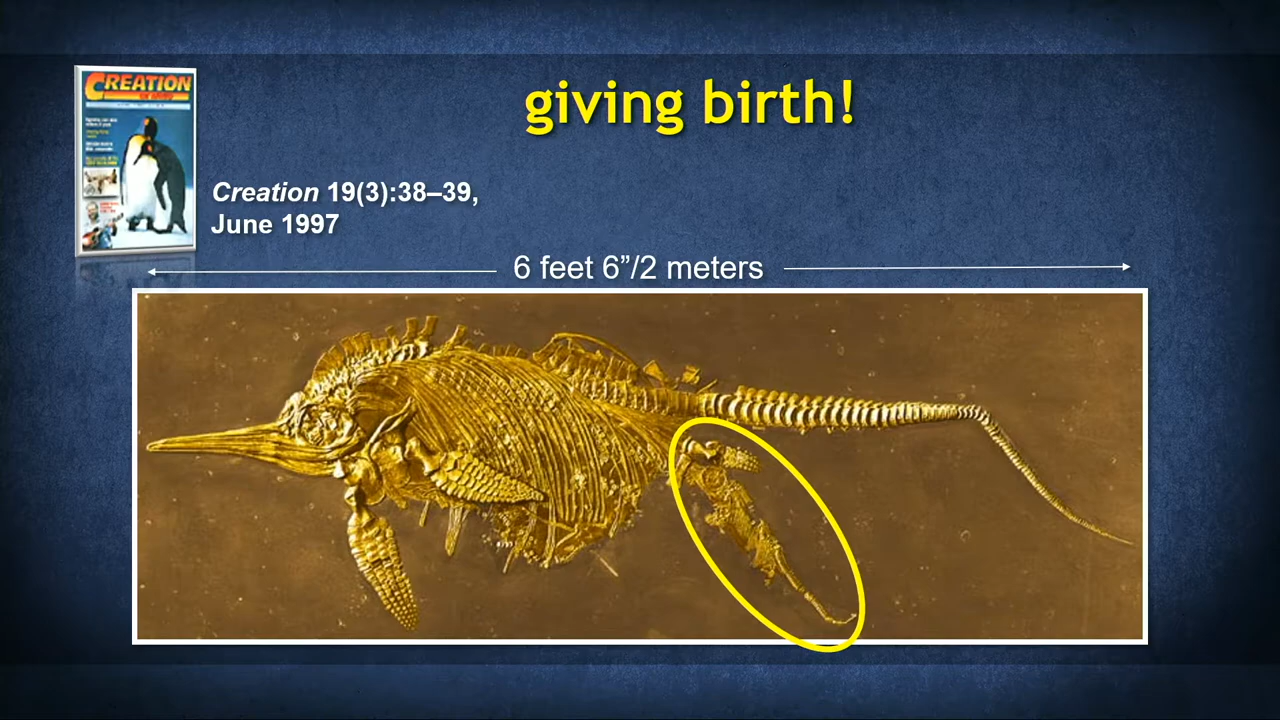 giving birth!
CREATION
Creation 19(3):38–39,
June 1997
6 feet 6”/2 meters